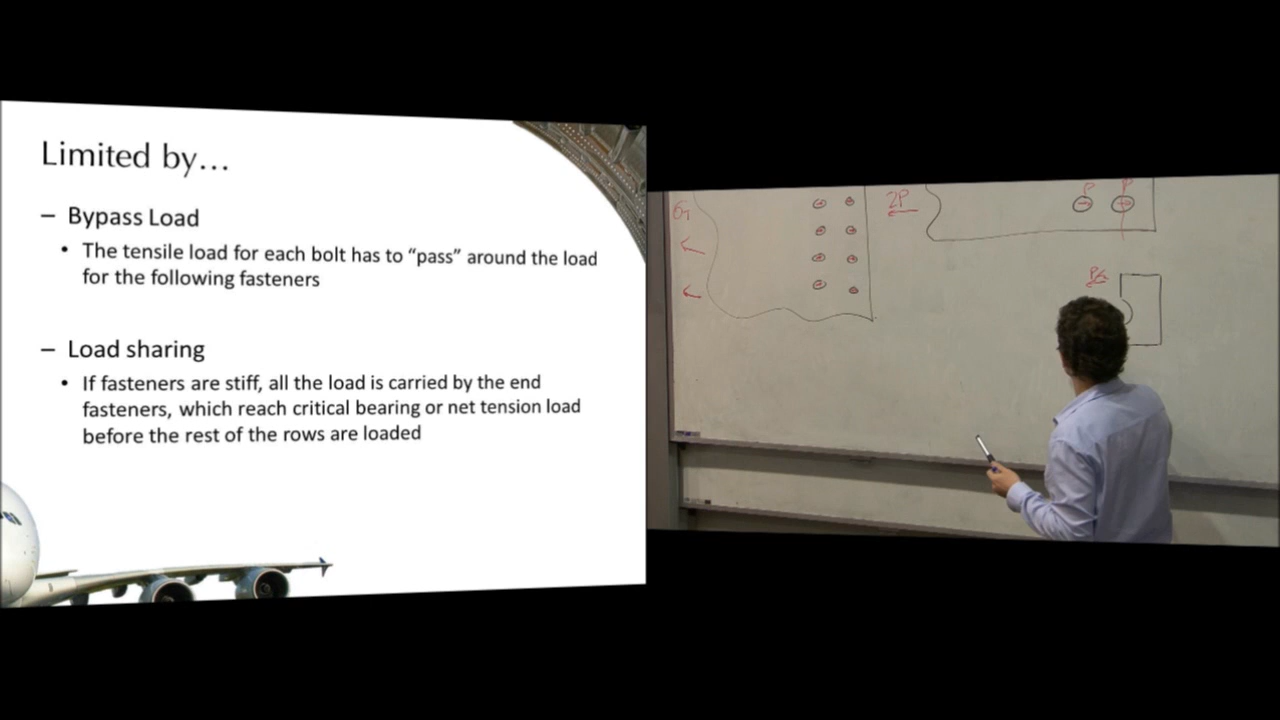 Limited by…
– Bypass Load
• The tensile load for each bolt has to “pass” around the load
for the following fasteners
– Load sharing
• If fasteners are stiff, all the load is carried by the end
fasteners, which reach critical bearing or net tension load
before the rest of the rows are loaded
2P
P P